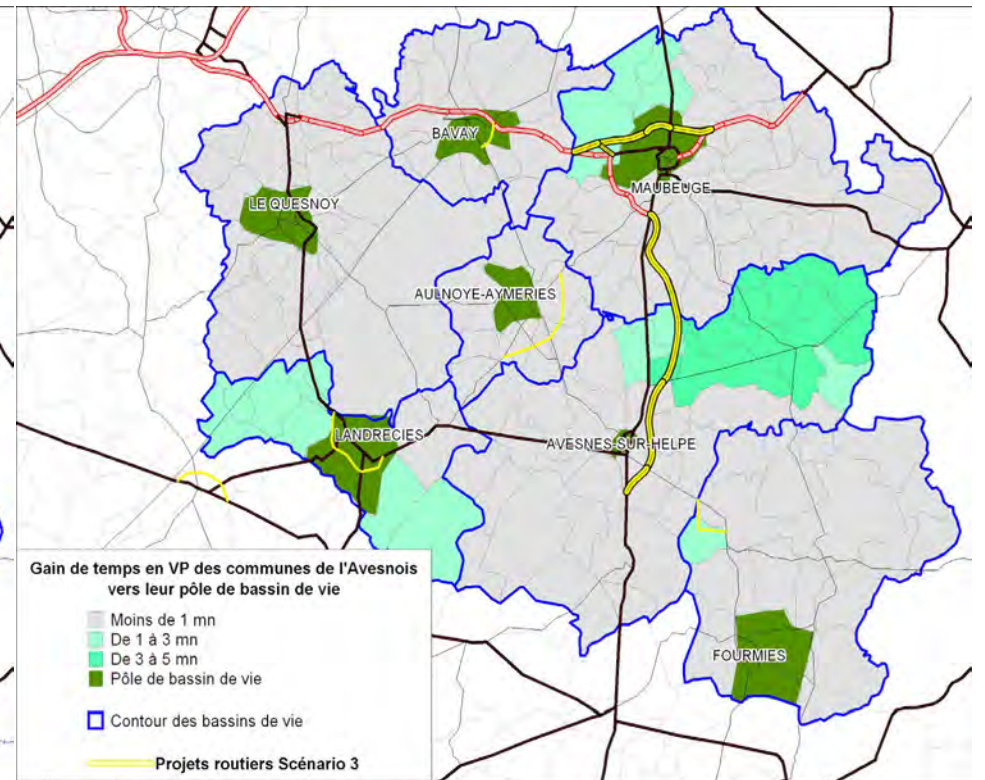 BAVAY
MAUBEUGE
LE QUESNOY
AULNOYE-AYMERIES
LANDRECIES
AVESNES-SUR-HELPE
FOURMIES
Gain de temps en VP des communes de l'Avesnois
vers leur pôle de bassin de vie
Moins de 1 mn
De 1 à 3 mn
De 3 à 5 mn
Pôle de bassin de vie
Contour des bassins de vie
Projets routiers Scénario 3